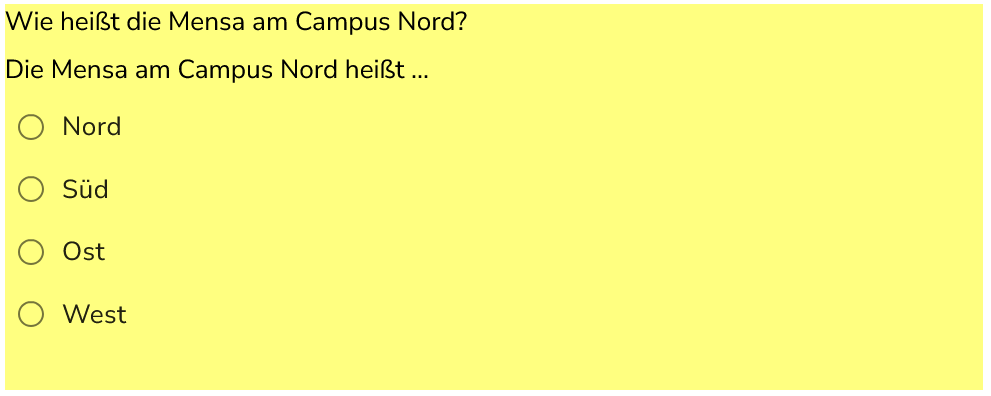 Wie heißt die Mensa am Campus Nord?
Die Mensa am Campus Nord heißt ...
Nord
Süd
Ost
West